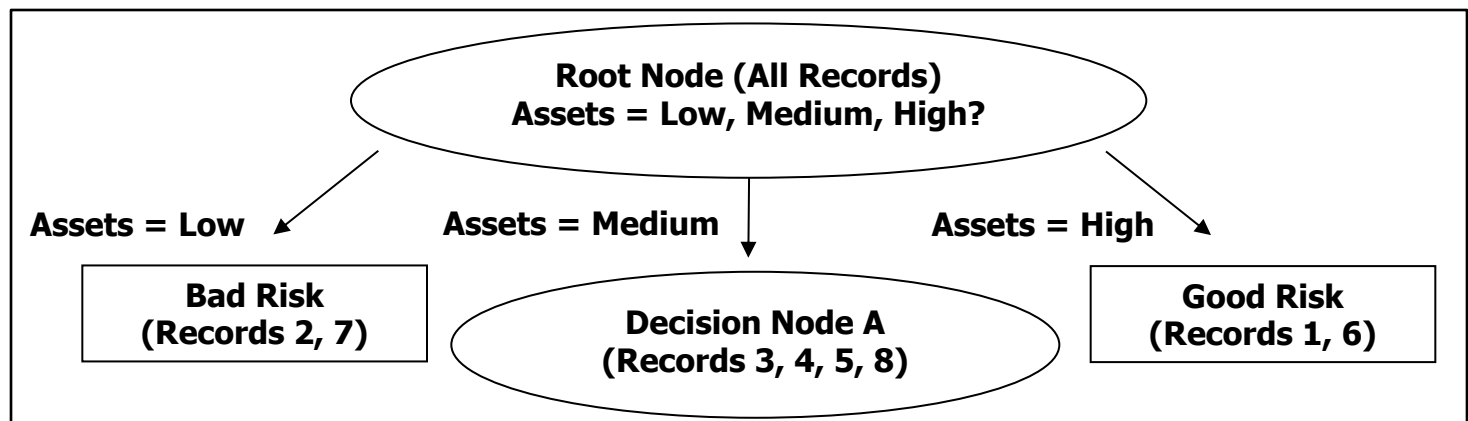 Root Node (All Records)
Assets = Low, Medium, High?
Assets = Low
Assets = Medium
Assets = High
Bad Risk
(Records 2, 7)
Decision Node A
(Records 3, 4, 5, 8)
Good Risk
(Records 1, 6)